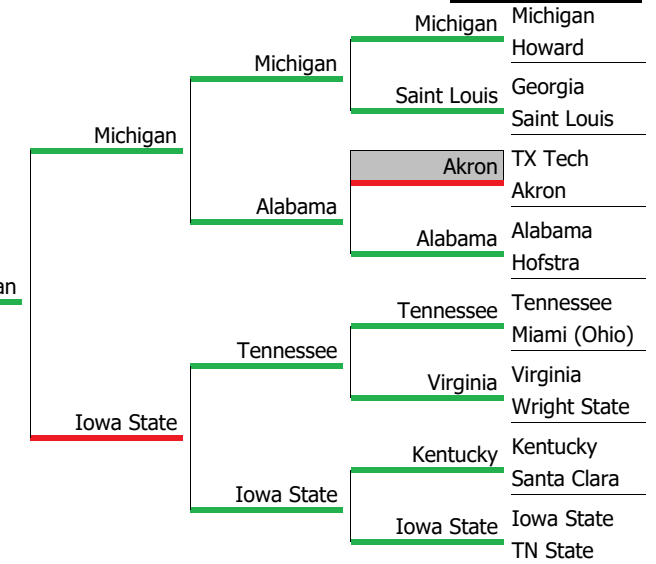 Michigan
Howard
Georgia
Saint Louis
TX Tech
Akron
Alabama
Hofstra
Tennessee
Miami (Ohio)
Virginia
Wright State
Kentucky
Santa Clara
Iowa State
TN State
Michigan
Saint Louis
Akron
Alabama
Tennessee
Virginia
Kentucky
Iowa State
Michigan
Alabama
Tennessee
Iowa State
Michigan
Iowa State
an